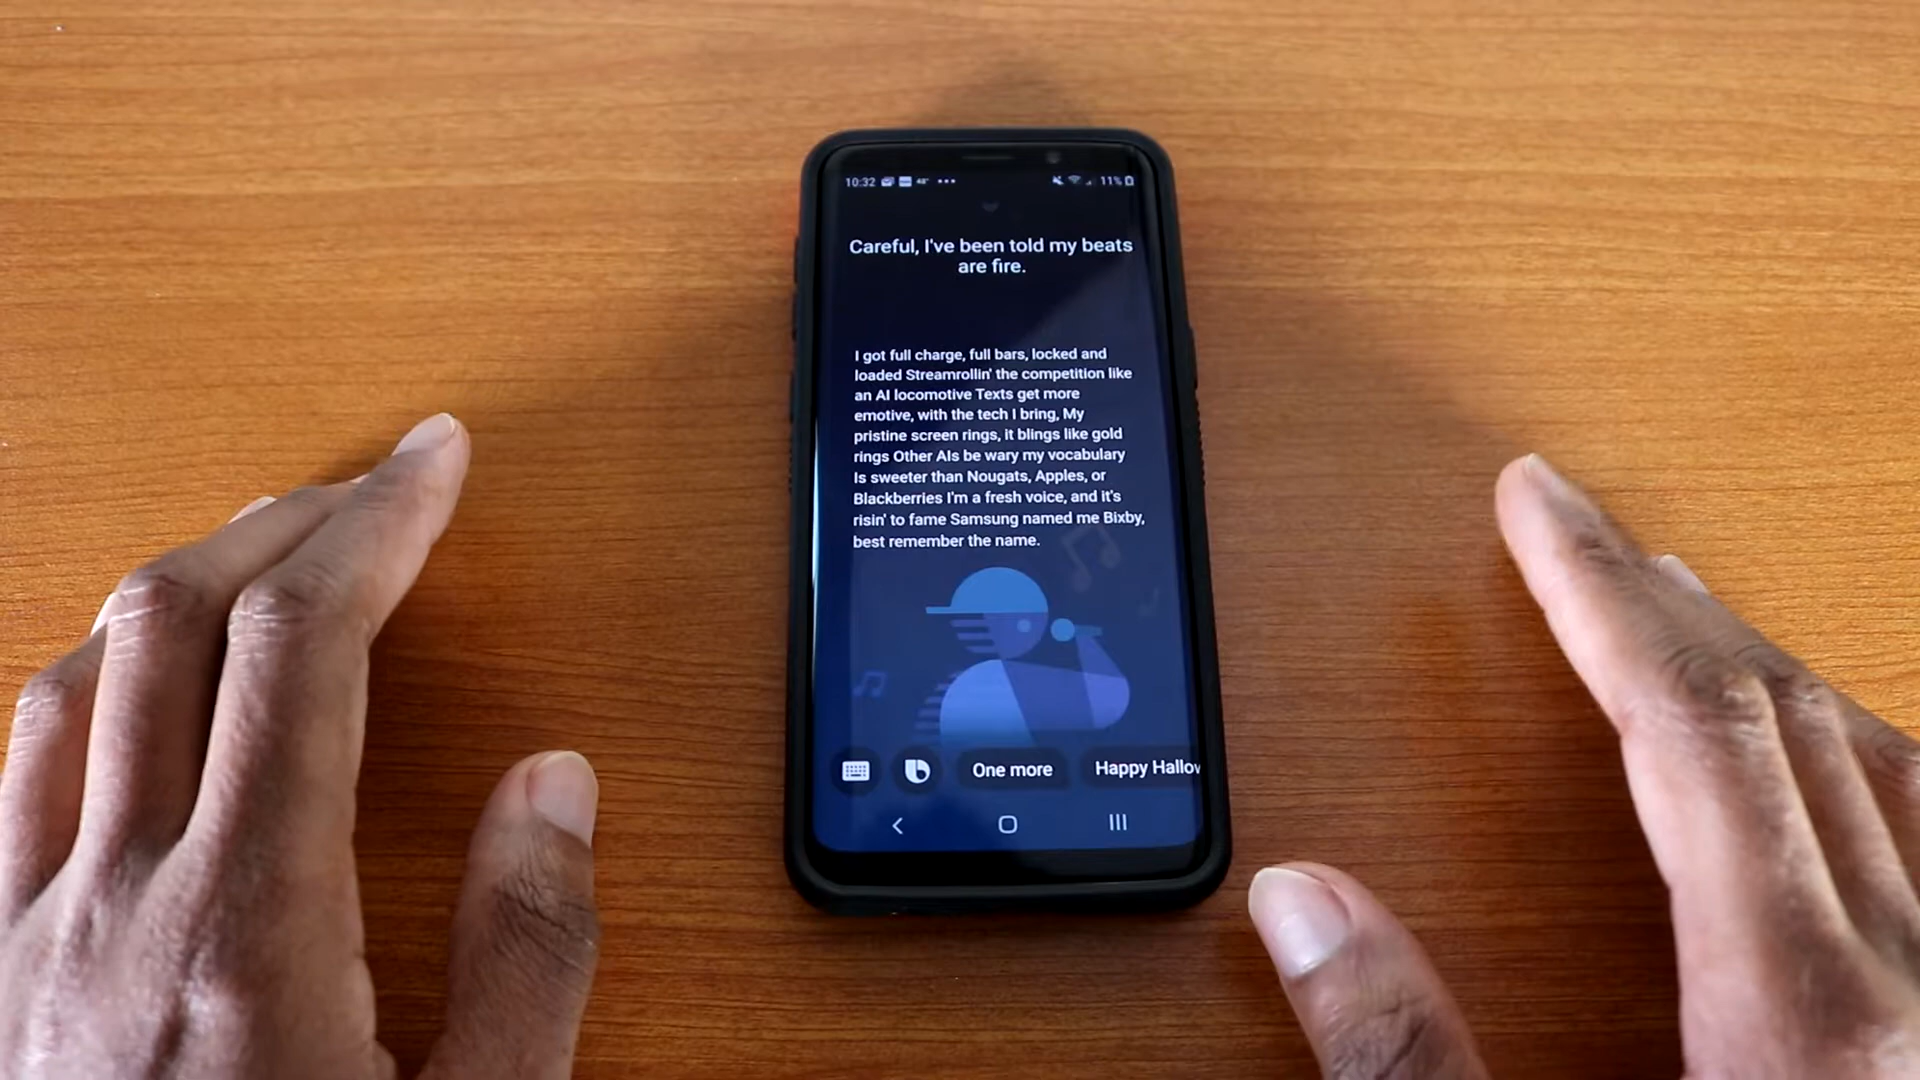 10:32 48° 11%
Careful, I've been told my beats
are fire.
I got full charge, full bars, locked and
loaded Streamrollin' the competition like
an AI locomotive Texts get more
emotive, with the tech I bring, My
pristine screen rings, it blings like gold
rings Other AIs be wary my vocabulary
Is sweeter than Nougats, Apples, or
Blackberries I'm a fresh voice, and it's
risin' to fame Samsung named me Bixby,
best remember the name.
One more Happy Hallov